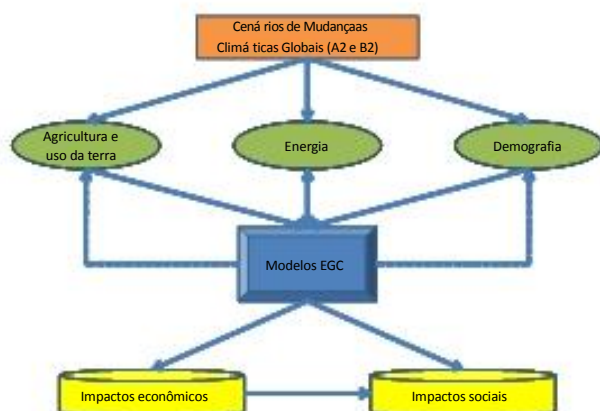 Cená rios de Mudançaas
Climá ticas Globais (A2 e B2)
Agricultura e
uso da terra
Energia
Demografia
Modelos EGC
Impactos econômicos
Impactos sociais